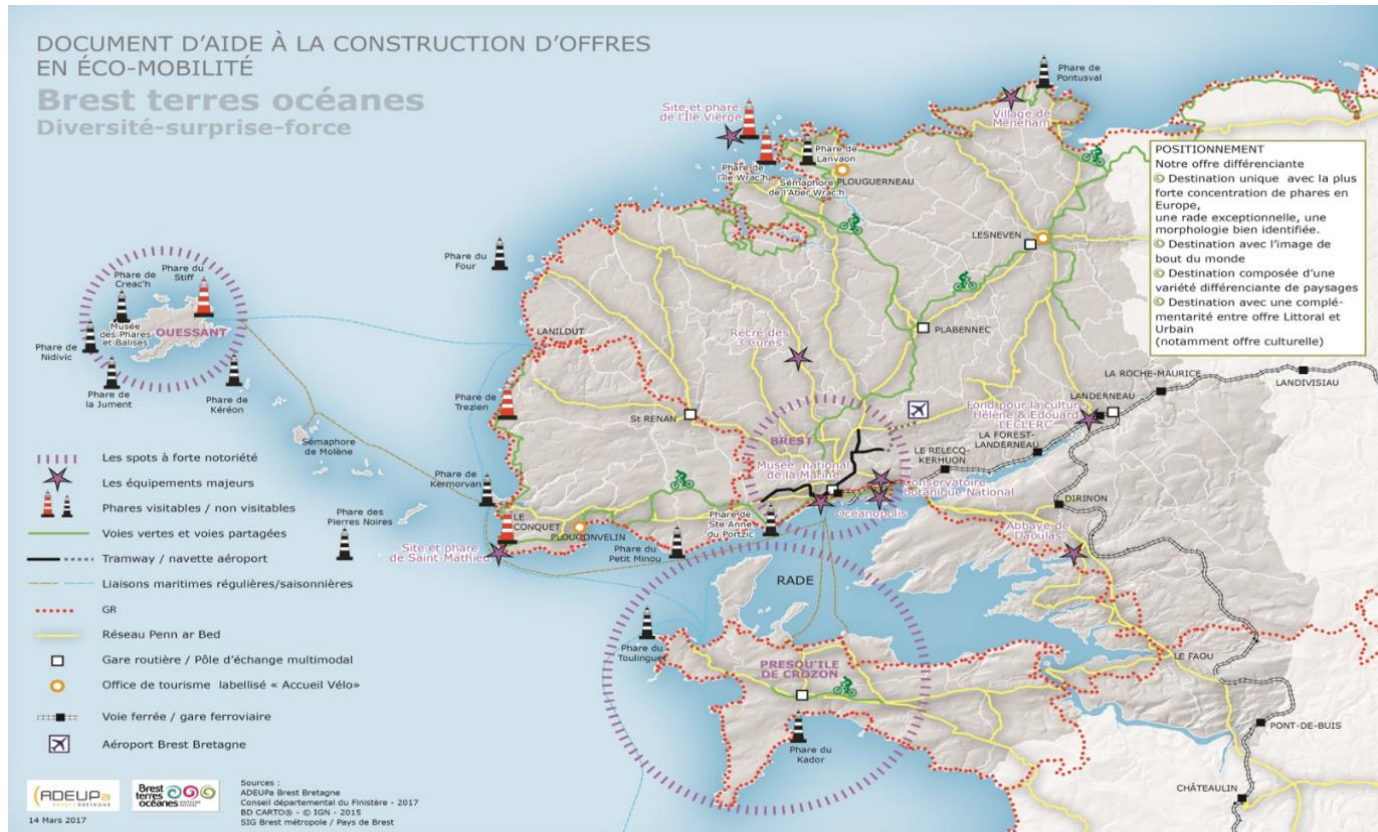 DOCUMENT D'AIDE À LA CONSTRUCTION D'OFFRES
EN ÉCO-MOBILITÉ
Brest terres océanes
Diversité-surprise-force
Phare de
Pontusval
Site et phare
de l'Île Vierge
Village de
Meneham
Phare de
Lanvaon
Phare de
l'Île Wrac'h
PLOUGUERNEAU
Sémaphore
de l'Aber Wrac'h
POSITIONNEMENT
Notre offre différenciante
© Destination unique avec la plus
forte concentration de phares en
Europe,
une rade exceptionnelle, une
morphologie bien identifiée.
© Destination avec l'image de
bout du monde
© Destination composée d'une
variété différenciante de paysages
© Destination avec une complé-
mentarité entre offre Littoral et
Urbain
(notamment offre culturelle)
LESNEVEN
Phare du
Four
Phare du
Stiff
Phare de
Creac'h
Musée
des Phares
et Balises
OUESSANT
Phare de
Nidivic
Phare de
la Jument
Phare de
Kéréon
LANILDUT
PLABENNEC
Récré des
3 Curés
LA ROCHE-MAURICE
LANDIVISIAU
Phare de
Trezien
St RENAN
LANDERNEAU
Fond pour la cultur
Hélène & Edouard
LECLERC
LA FOREST-
LANDERNEAU
BREST
LE RELECQ-
KERHUON
Sémaphore
de Molène
Musée national
de la Marine
Conservatoire
Botanique National
Océanopolis
Phare de
Kermorvan
DIRINON
Phare des
Pierres Noires
LE
CONQUET
PLOUGONVELIN
Phare de
Ste Anne
du Portzic
Abbaye de
Daoulas
Site et phare
de Saint-Mathieu
Phare du
Petit Minou
RADE
Phare du
Toulinguet
PRESQU'ILE
DE CROZON
LE FAOU
Phare du
Kador
PONT-DE-BUIS
CHÂTEAULIN
Les spots à forte notoriété
Les équipements majeurs
Phares visitables / non visitables
Voies vertes et voies partagées
Tramway / navette aéroport
Liaisons maritimes régulières/saisonnières
GR
Réseau Penn ar Bed
Gare routière / Pôle d'échange multimodal
Office de tourisme labellisé « Accueil Vélo»
Voie ferrée / gare ferroviaire
Aéroport Brest Bretagne
ADEUPa
14 Mars 2017
Brest
terres
océanes
Sources :
ADEUPa Brest Bretagne
Conseil départemental du Finistère - 2017
BD CARTO® - © IGN - 2015
SIG Brest métropole / Pays de Brest